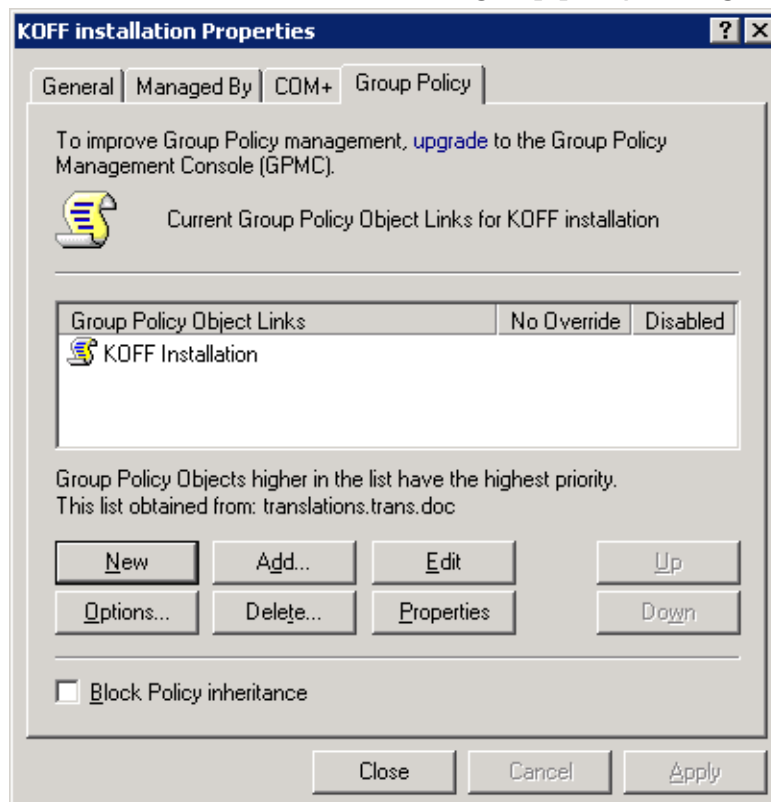 KOFF installation Properties
General Managed By COM+ Group Policy
To improve Group Policy management, upgrade to the Group Policy
Management Console (GPMC).
Current Group Policy Object Links for KOFF installation
Group Policy Object Links No Override Disabled
KOFF Installation
Group Policy Objects higher in the list have the highest priority.
This list obtained from: translations.trans.doc
New Add... Edit Up
Options... Delete... Properties Down
Block Policy inheritance
Close Cancel Apply